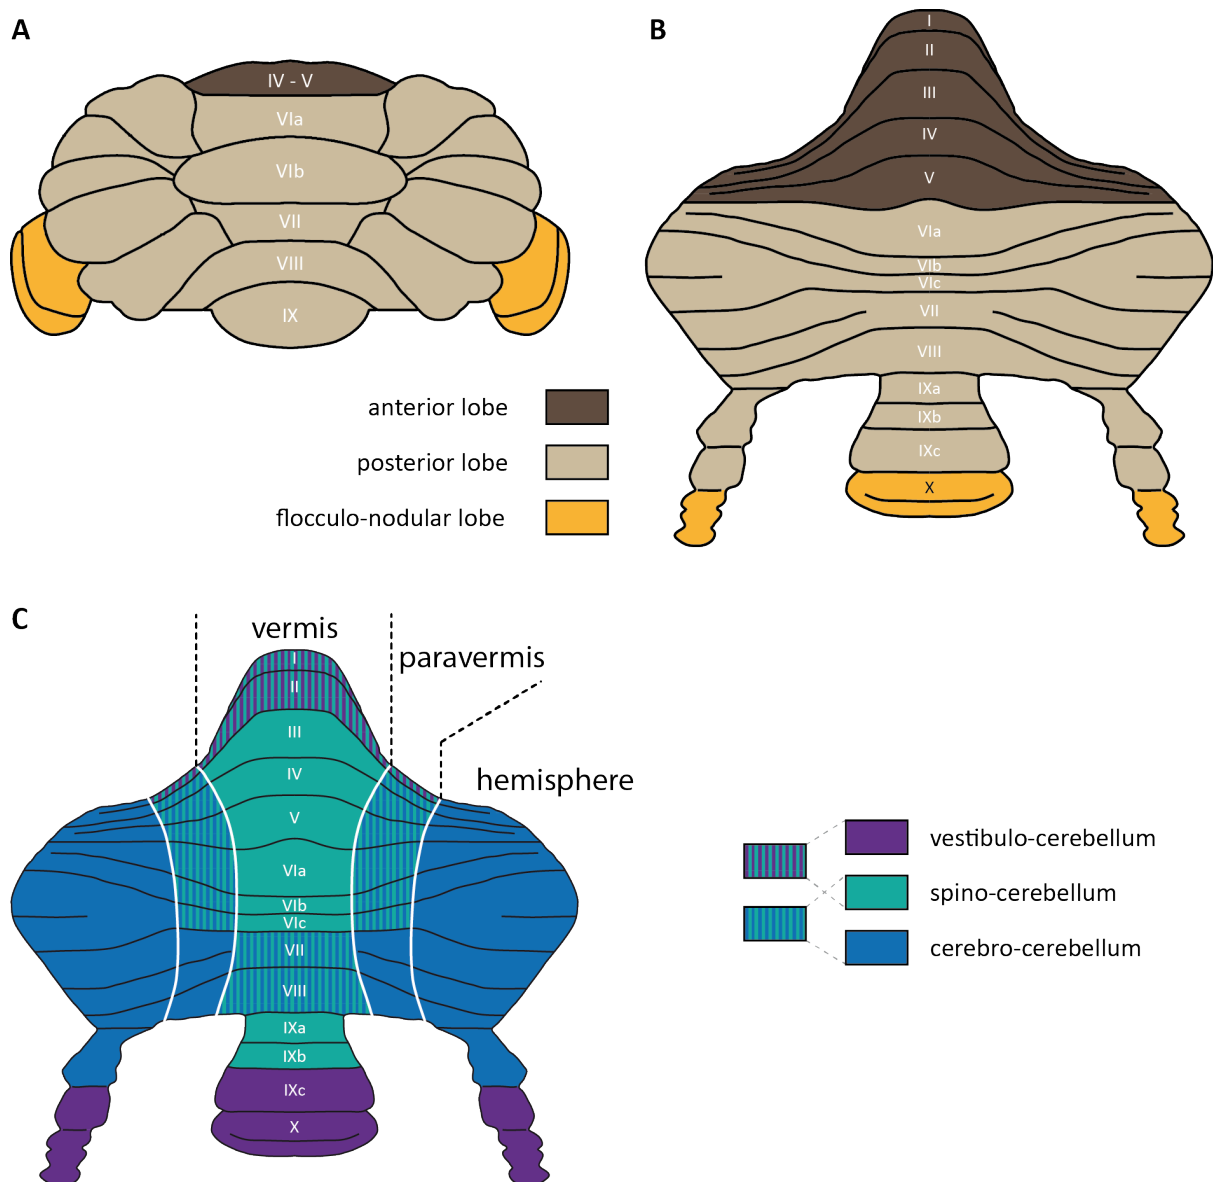 A
IV - V
VIa
VIb
VII
VIII
IX
anterior lobe
posterior lobe
flocculo-nodular lobe
B
I
II
III
IV
V
VIa
VIb
VIc
VII
VIII
IXa
IXb
IXc
X
C
vermis
paravermis
hemisphere
I
II
III
IV
V
VIa
VIb
VIc
VII
VIII
IXa
IXb
IXc
X
vestibulo-cerebellum
spino-cerebellum
cerebro-cerebellum